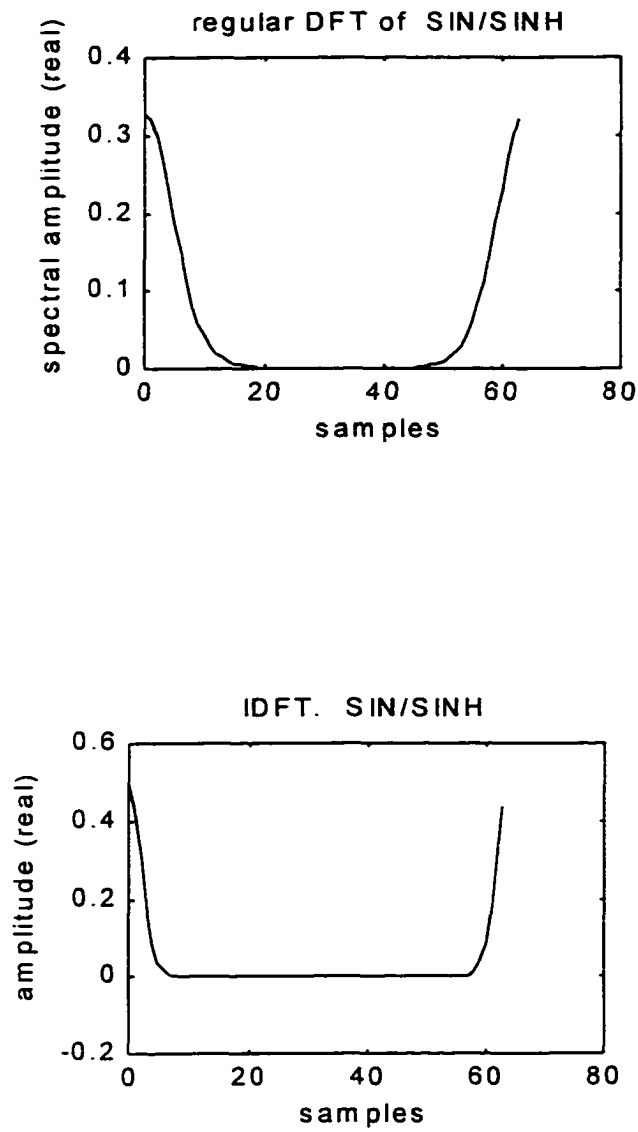 regular DFT of SIN/SINH
spectral amplitude (real)
0.4
0.3
0.2
0.1
0
0 20 40 60 80
samples
IDFT. SIN/SINH
amplitude (real)
0.6
0.4
0.2
0
-0.2
0 20 40 60 80
samples